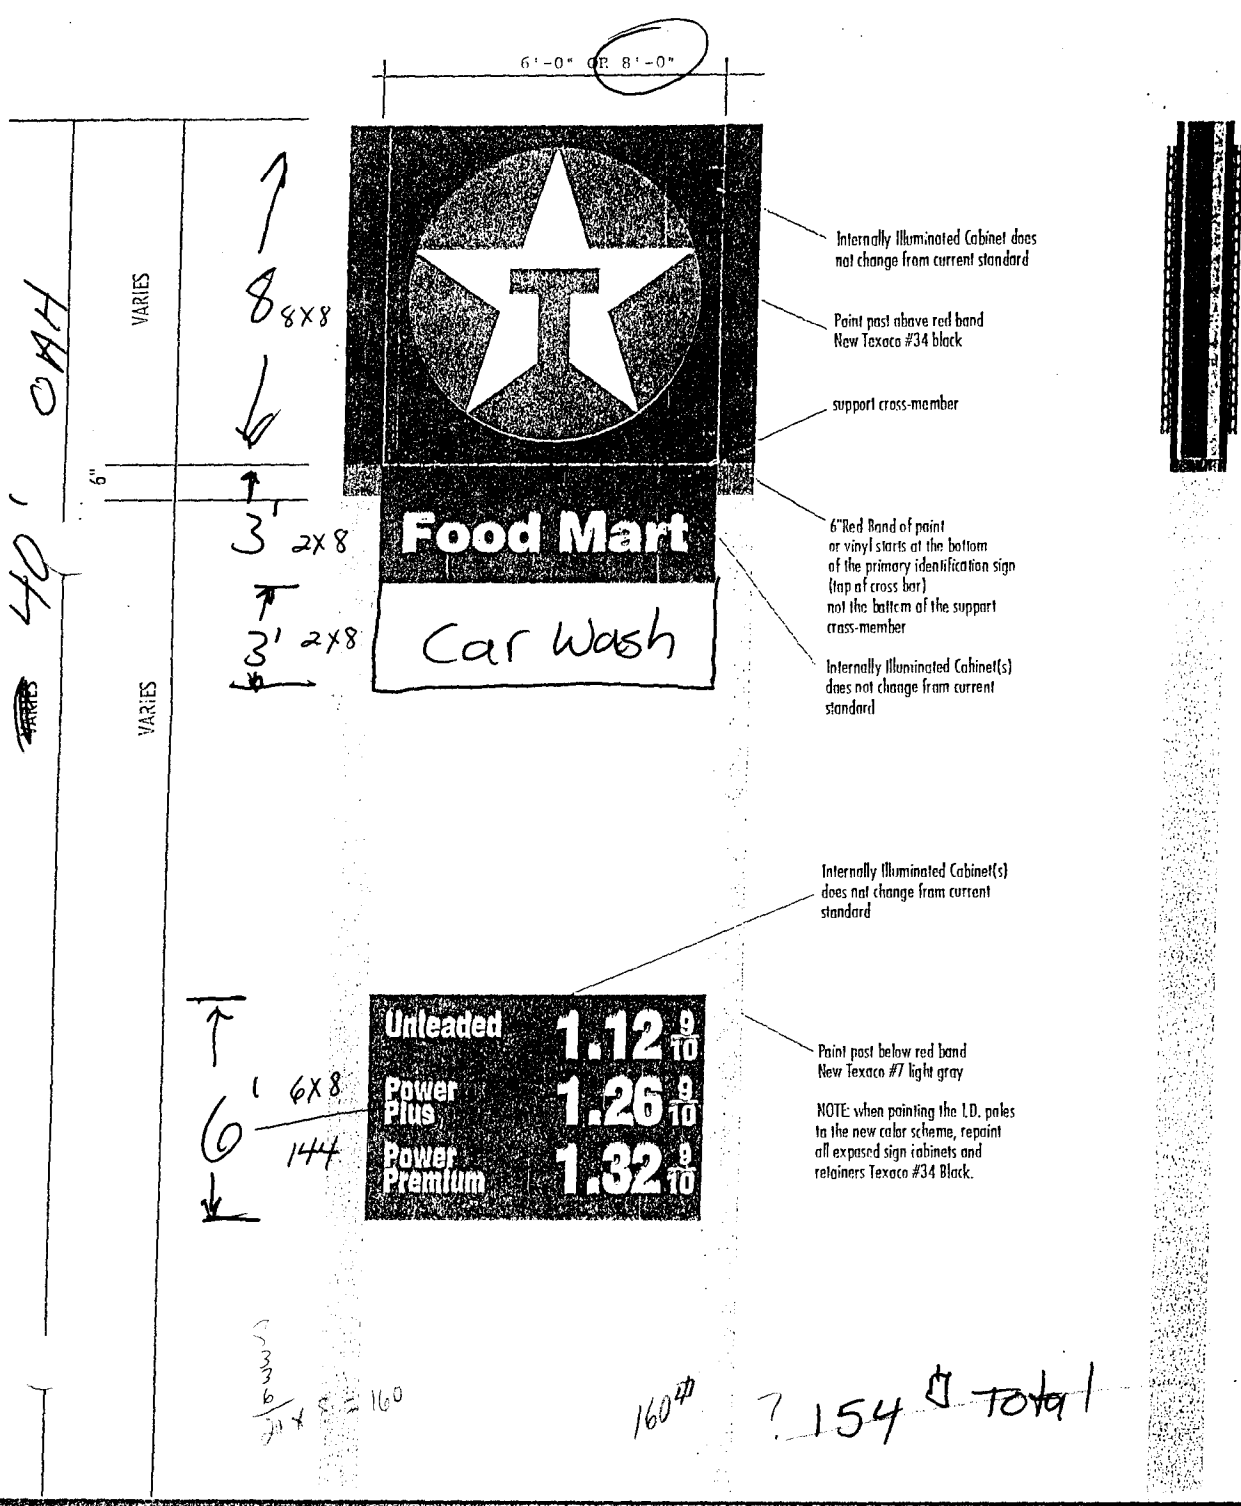 6'-0" OR 8'-0"
T
Internally Illuminated Cabinet does
not change from current standard
VARIES
8 8X8
OAH
Paint post above red band
New Texaco #34 black
support cross-member
6"
3' 2X8
Food Mart
6"Red Band of paint
or vinyl starts at the bottom
of the primary identification sign
(top of cross bar)
not the bottom of the support
cross-member
40'
3' 2X8
Car Wash
Internally Illuminated Cabinet(s)
does not change from current
standard
VARIES
VARIES
Internally Illuminated Cabinet(s)
does not change from current
standard
Unleaded 1.12 9/10
Power
Plus 1.26 9/10
Power
Premium 1.32 9/10
6' 6X8
144
Paint post below red band
New Texaco #7 light gray
NOTE: when painting the I.D. poles
to the new color scheme, repaint
all exposed sign cabinets and
retainers Texaco #34 Black.
= 160
160
? 154 Total